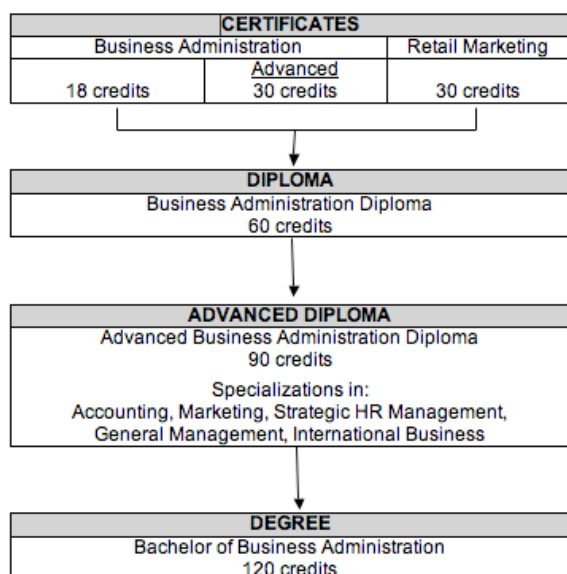 CERTIFICATES
Business Administration
Retail Marketing
Advanced
18 credits
30 credits
30 credits
DIPLOMA
Business Administration Diploma
60 credits
ADVANCED DIPLOMA
Advanced Business Administration Diploma
90 credits
Specializations in:
Accounting, Marketing, Strategic HR Management,
General Management, International Business
DEGREE
Bachelor of Business Administration
120 credits